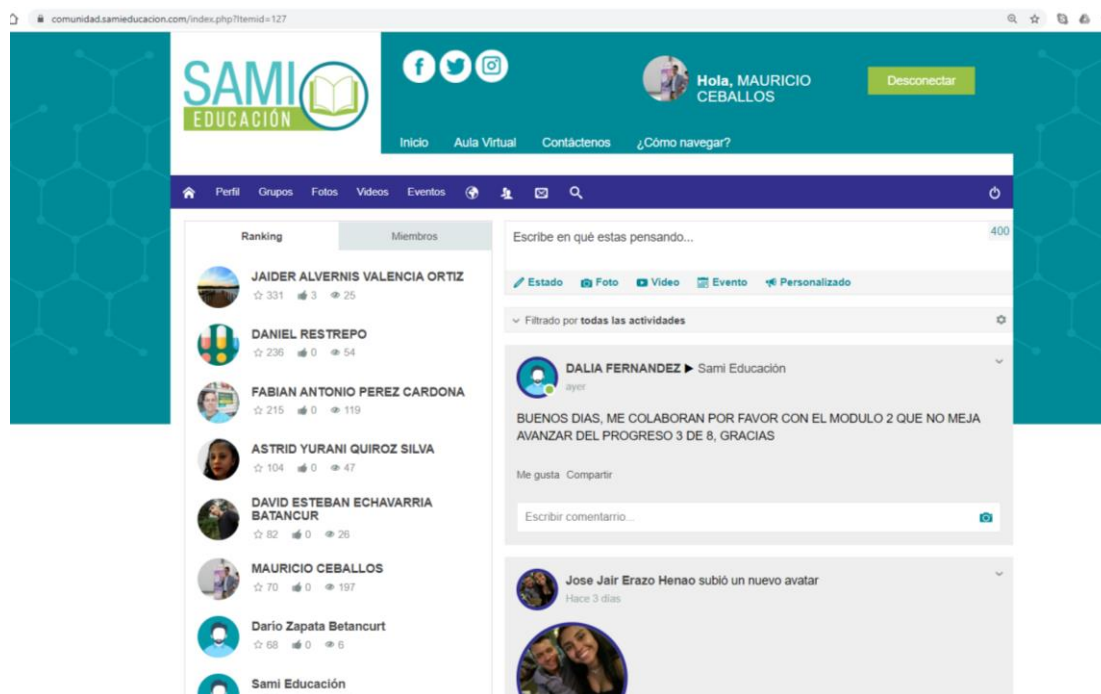 comunidad.samieducacion.com/index.php?Itemid=127
SAMI
EDUCACIÓN
Hola, MAURICIO
CEBALLOS
Desconectar
Inicio Aula Virtual Contáctenos ¿Cómo navegar?
Perfil Grupos Fotos Videos Eventos
Ranking Miembros
JAIDER ALVERNIS VALENCIA ORTIZ
331 3 25
DANIEL RESTREPO
236 0 54
FABIAN ANTONIO PEREZ CARDONA
215 0 119
ASTRID YURANI QUIROZ SILVA
104 0 47
DAVID ESTEBAN ECHAVARRIA
BATANCUR
82 0 26
MAURICIO CEBALLOS
70 0 197
Darío Zapata Betancurt
68 0 6
Sami Educación
Escribe en qué estas pensando...
400
Estado Foto Video Evento Personalizado
Filtrado por todas las actividades
DALIA FERNANDEZ ▶ Sami Educación
ayer
BUENOS DIAS, ME COLABORAN POR FAVOR CON EL MODULO 2 QUE NO MEJA
AVANZAR DEL PROGRESO 3 DE 8, GRACIAS
Me gusta Compartir
Escribir comentarrio...
Jose Jair Erazo Henao subió un nuevo avatar
Hace 3 días